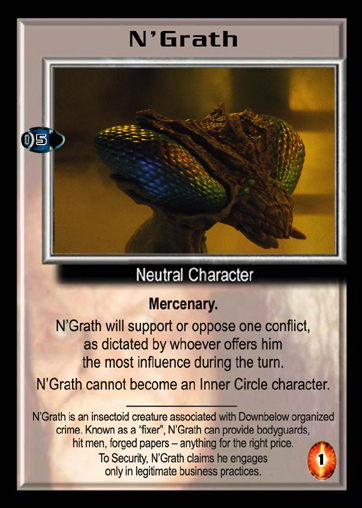 N'Grath
5
Neutral Character
Mercenary.
N'Grath will support or oppose one conflict,
as dictated by whoever offers him
the most influence during the turn.
N'Grath cannot become an Inner Circle character.
N'Grath is an insectoid creature associated with Downbelow organized
crime. Known as a “fixer”, N'Grath can provide bodyguards,
hit men, forged papers – anything for the right price.
To Security, N'Grath claims he engages
only in legitimate business practices.
1